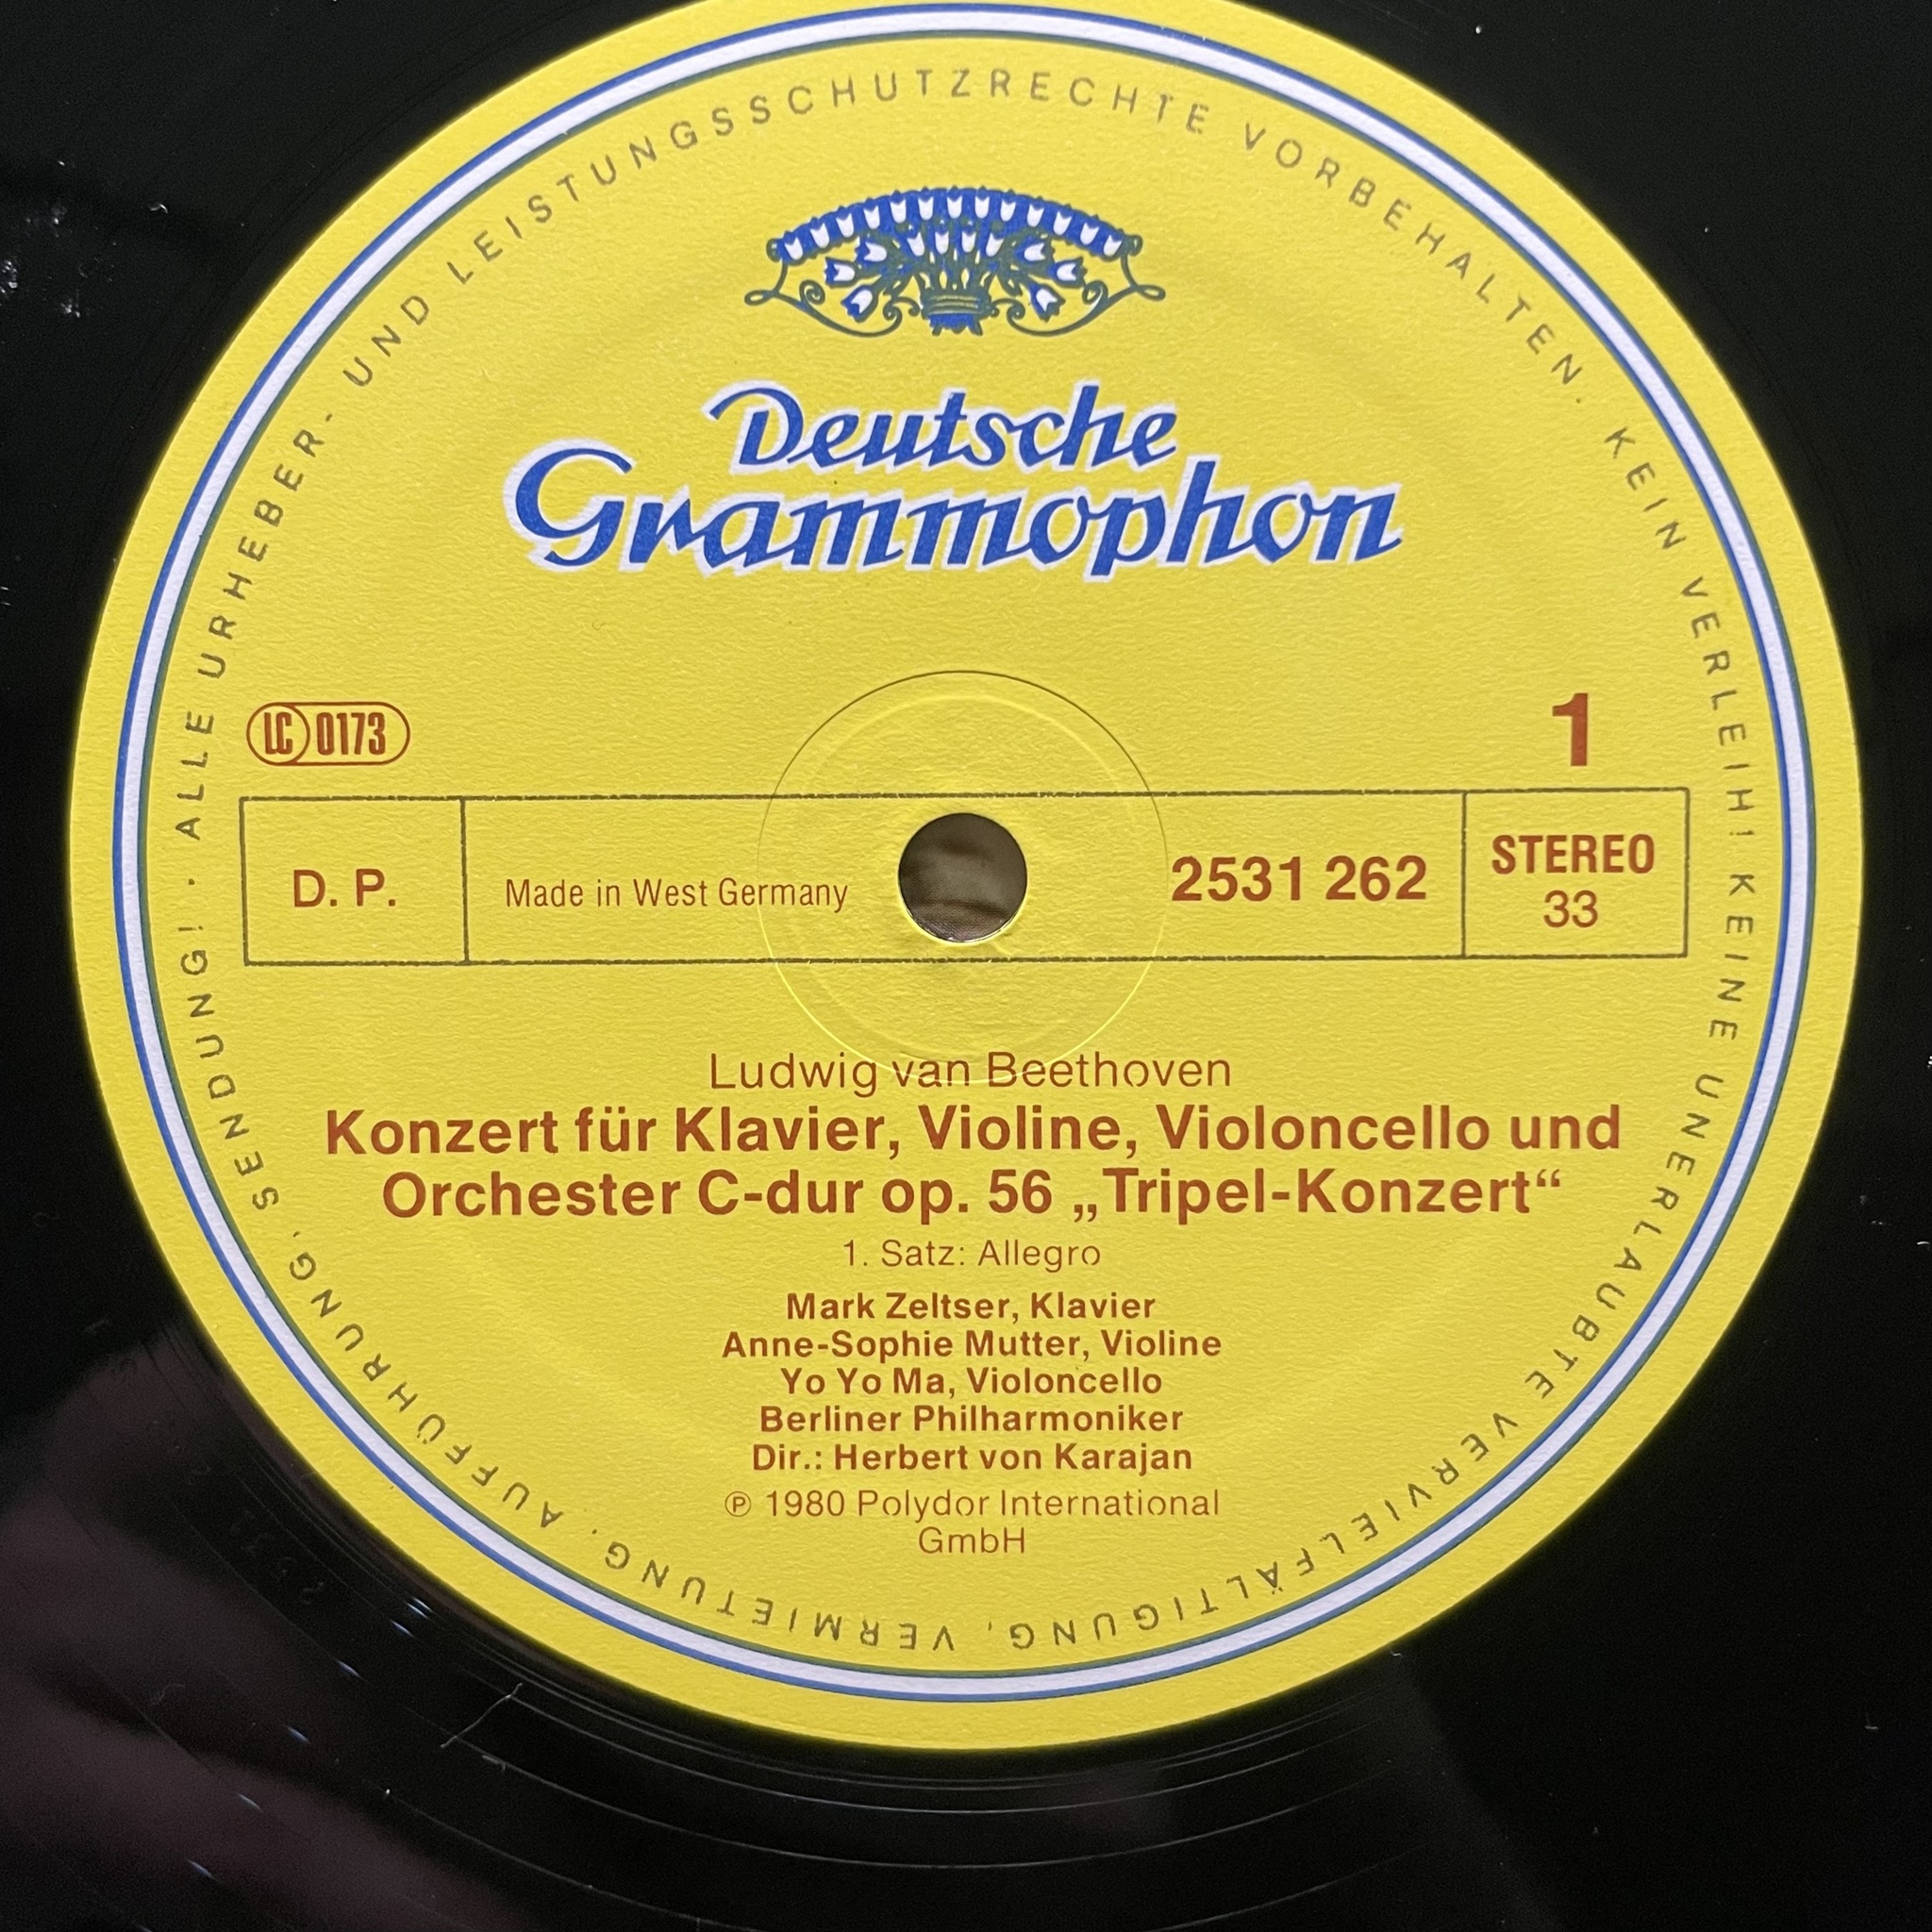 ALLE URHEBER- UND LEISTUNGSSCHUTZRECHTE VORBEHALTEN. KEIN VERLEIH! KEINE UNERLAUBTE VERVIELFÄLTIGUNG, VERMIETUNG, AUFFÜHRUNG, SENDUNG! ·
Deutsche
Grammophon
LC 0173
1
D. P.
Made in West Germany
2531 262
STEREO
33
Ludwig van Beethoven
Konzert für Klavier, Violine, Violoncello und
Orchester C-dur op. 56 „Tripel-Konzert“
1. Satz: Allegro
Mark Zeltser, Klavier
Anne-Sophie Mutter, Violine
Yo Yo Ma, Violoncello
Berliner Philharmoniker
Dir.: Herbert von Karajan
℗ 1980 Polydor International
GmbH